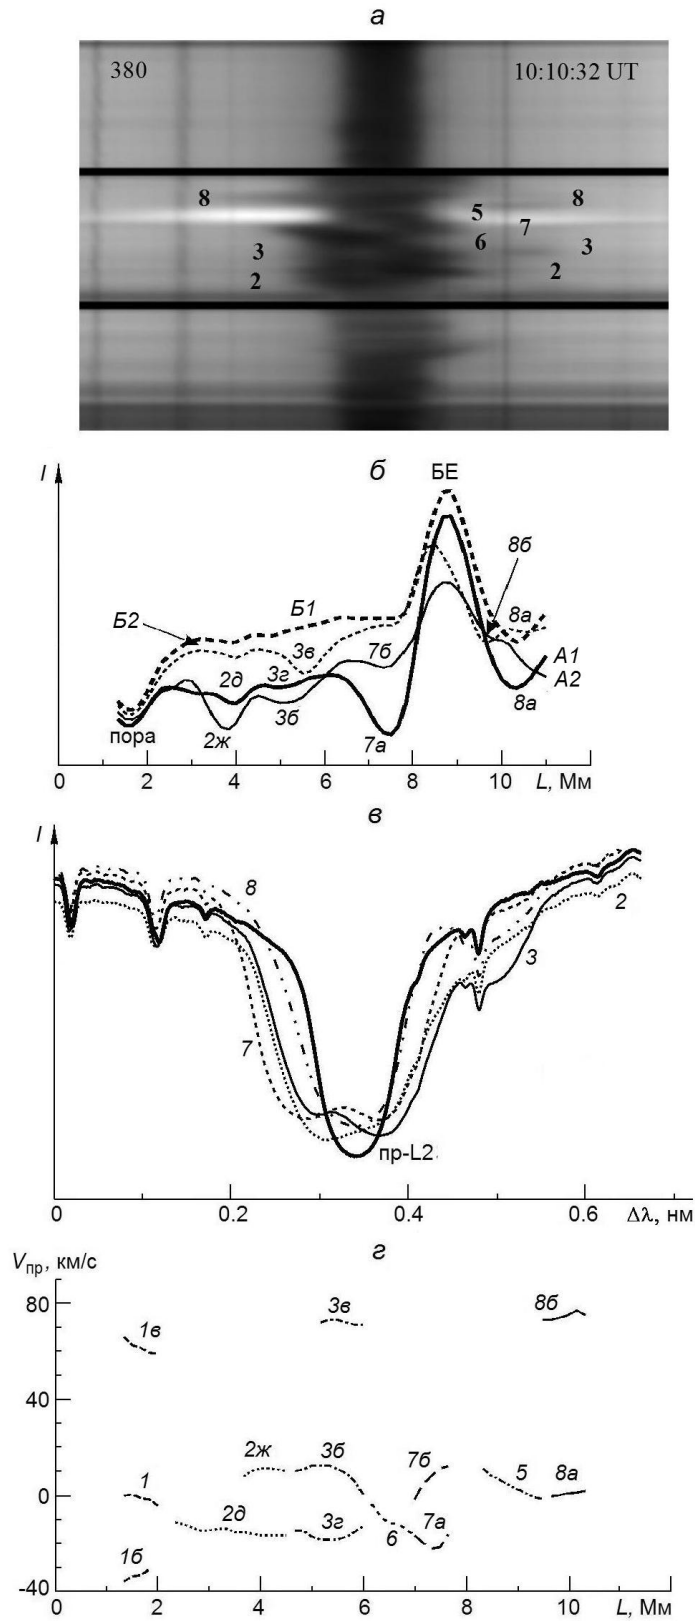 а
380 10:10:32 UT
8 8
5
7
3 6 3
2 2
I б БЕ
8б
Б2 Б1 8а
3в 7б
2д 3г А1
А2
пора 2ж 3б 7а 8а
0 2 4 6 8 10 L, Мм
в
I
8
2
3
7
пр-L2
0 0.2 0.4 0.6 Δλ, нм
Vпр, км/с г
80 3в 8б
1в
40
2ж 3б 7б
1 5 8а
0
2д 3г 6 7а
1б
-40
0 2 4 6 8 10 L, Мм